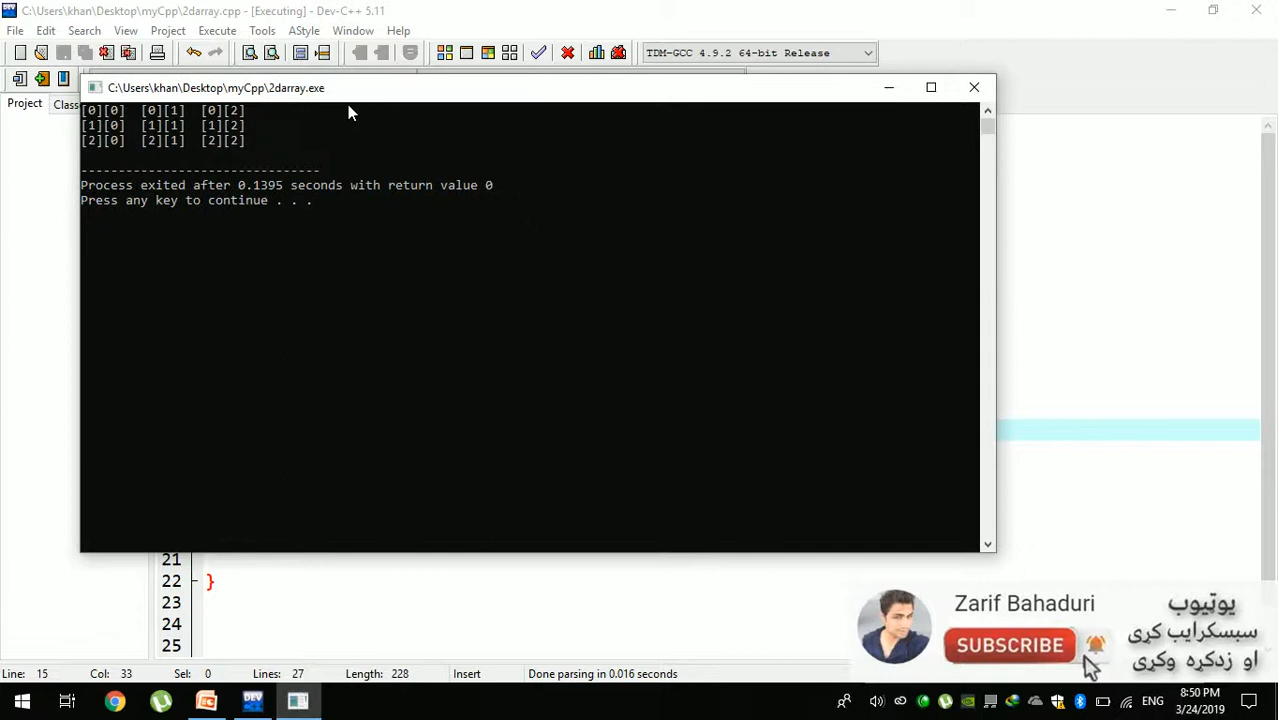 C:\Users\khan\Desktop\myCpp\2darray.cpp - [Executing] - Dev-C++ 5.11
File Edit Search View Project Execute Tools AStyle Window Help
TDM-GCC 4.9.2 64-bit Release
Project Class
C:\Users\khan\Desktop\myCpp\2darray.exe
[0][0] [0][1] [0][2]
[1][0] [1][1] [1][2]
[2][0] [2][1] [2][2]
--------------------------------
Process exited after 0.1395 seconds with return value 0
Press any key to continue . . .
21
22 }
23
24
25
Zarif Bahaduri
SUBSCRIBE
يوټيوب
سبسکرايب کړی
او زدکړه وکړی
Line: 15 Col: 33 Sel: 0 Lines: 27 Length: 228 Insert Done parsing in 0.016 seconds
DEV
ENG
8:50 PM
3/24/2019